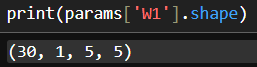 print(params['W1'].shape)
(30, 1, 5, 5)